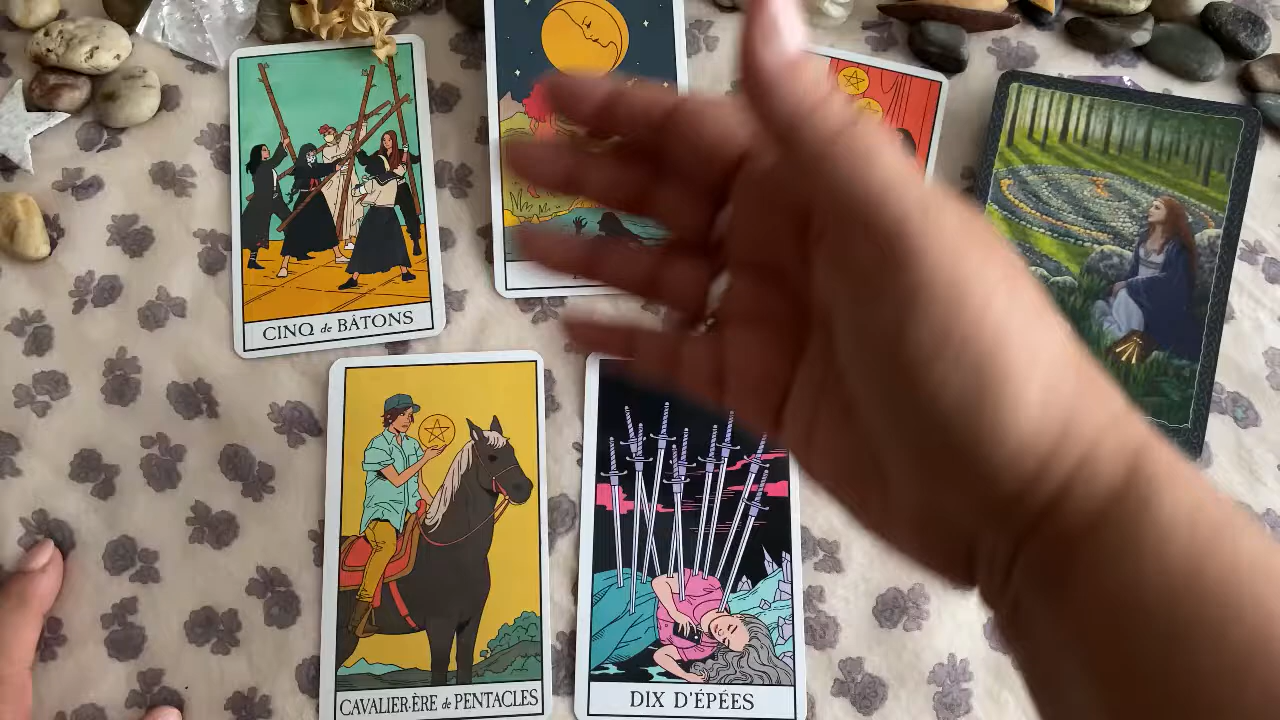 CINQ de BÂTONS
CAVALIER·ÈRE de PENTACLES
DIX D'ÉPÉES